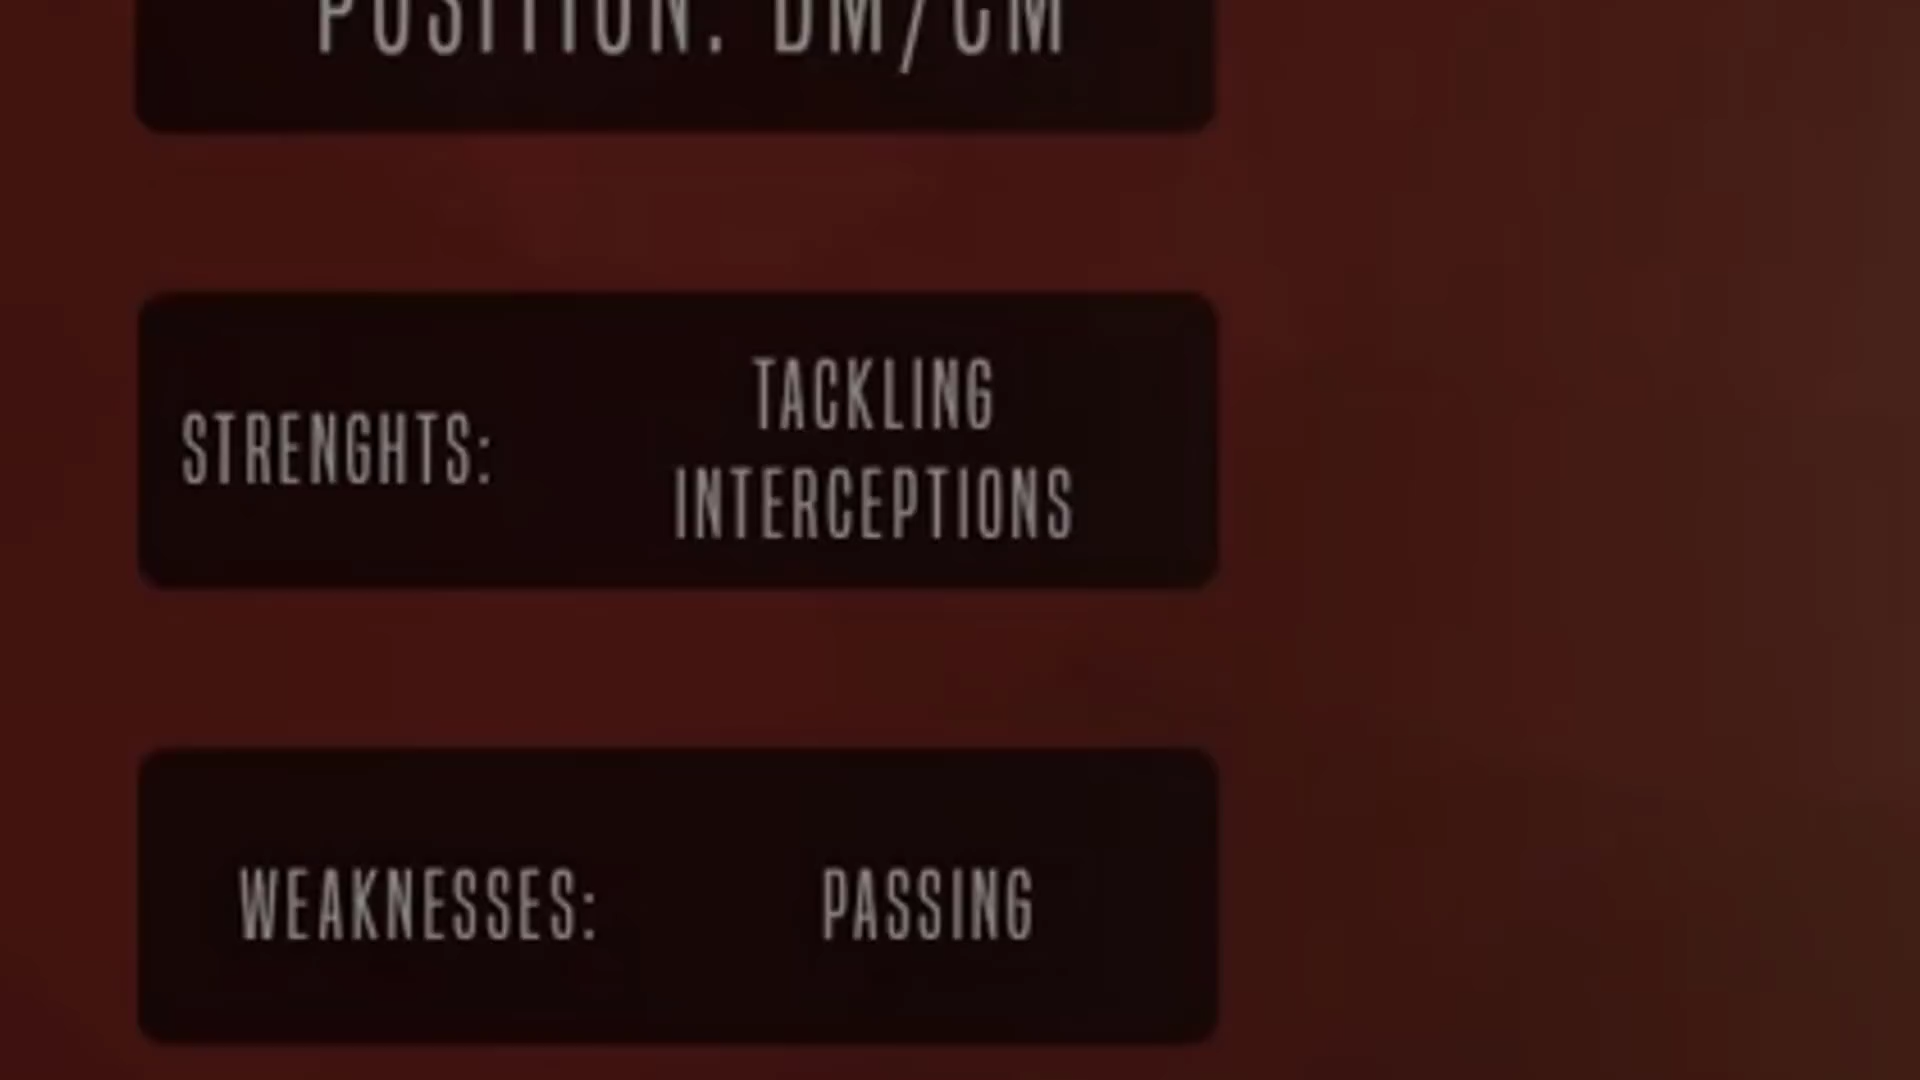 POSITION: DM/CM
STRENGHTS:
TACKLING
INTERCEPTIONS
WEAKNESSES:
PASSING